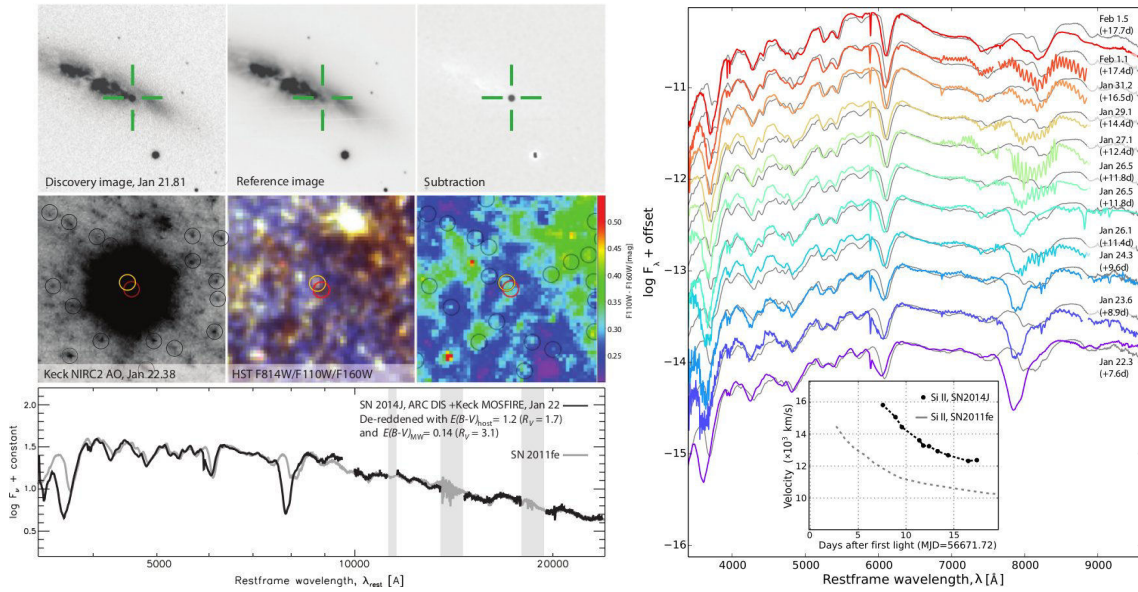 Discovery image, Jan 21.81
Reference image
Subtraction
Keck NIRC2 AO, Jan 22.38
HST F814W/F110W/F160W
0.50
0.45
0.40
0.35
0.30
0.25
F110W - F160W [mag]
SN 2014J, ARC DIS +Keck MOSFIRE, Jan 22
De-reddened with E(B-V)host= 1.2 (RV = 1.7)
and E(B-V)MW= 0.14 (RV = 3.1)
SN 2011fe
log Fν + constant
2.0
1.5
1.0
0.5
5000
10000
20000
Restframe wavelength, λrest [A]
log Fλ + offset
−11
−12
−13
−14
−15
−16
Feb 1.5
(+17.7d)
Feb 1.1
(+17.4d)
Jan 31.2
(+16.5d)
Jan 29.1
(+14.4d)
Jan 27.1
(+12.4d)
Jan 26.5
(+11.8d)
Jan 26.5
(+11.8d)
Jan 26.1
(+11.4d)
Jan 24.3
(+9.6d)
Jan 23.6
(+8.9d)
Jan 22.3
(+7.6d)
Si II, SN2014J
Si II, SN2011fe
Velocity (×10³ km/s)
16
14
12
10
0
5
10
15
Days after first light (MJD=56671.72)
4000
5000
6000
7000
8000
9000
Restframe wavelength, λ [Å]